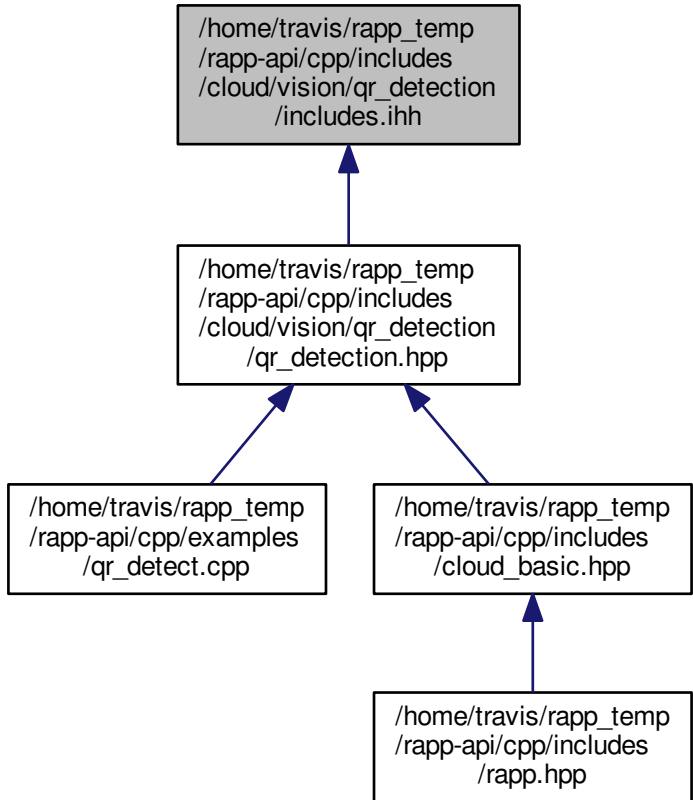 /home/travis/rapp_temp
/rapp-api/cpp/includes
/cloud/vision/qr_detection
/includes.ihh
/home/travis/rapp_temp
/rapp-api/cpp/includes
/cloud/vision/qr_detection
/qr_detection.hpp
/home/travis/rapp_temp
/rapp-api/cpp/examples
/qr_detect.cpp
/home/travis/rapp_temp
/rapp-api/cpp/includes
/cloud_basic.hpp
/home/travis/rapp_temp
/rapp-api/cpp/includes
/rapp.hpp